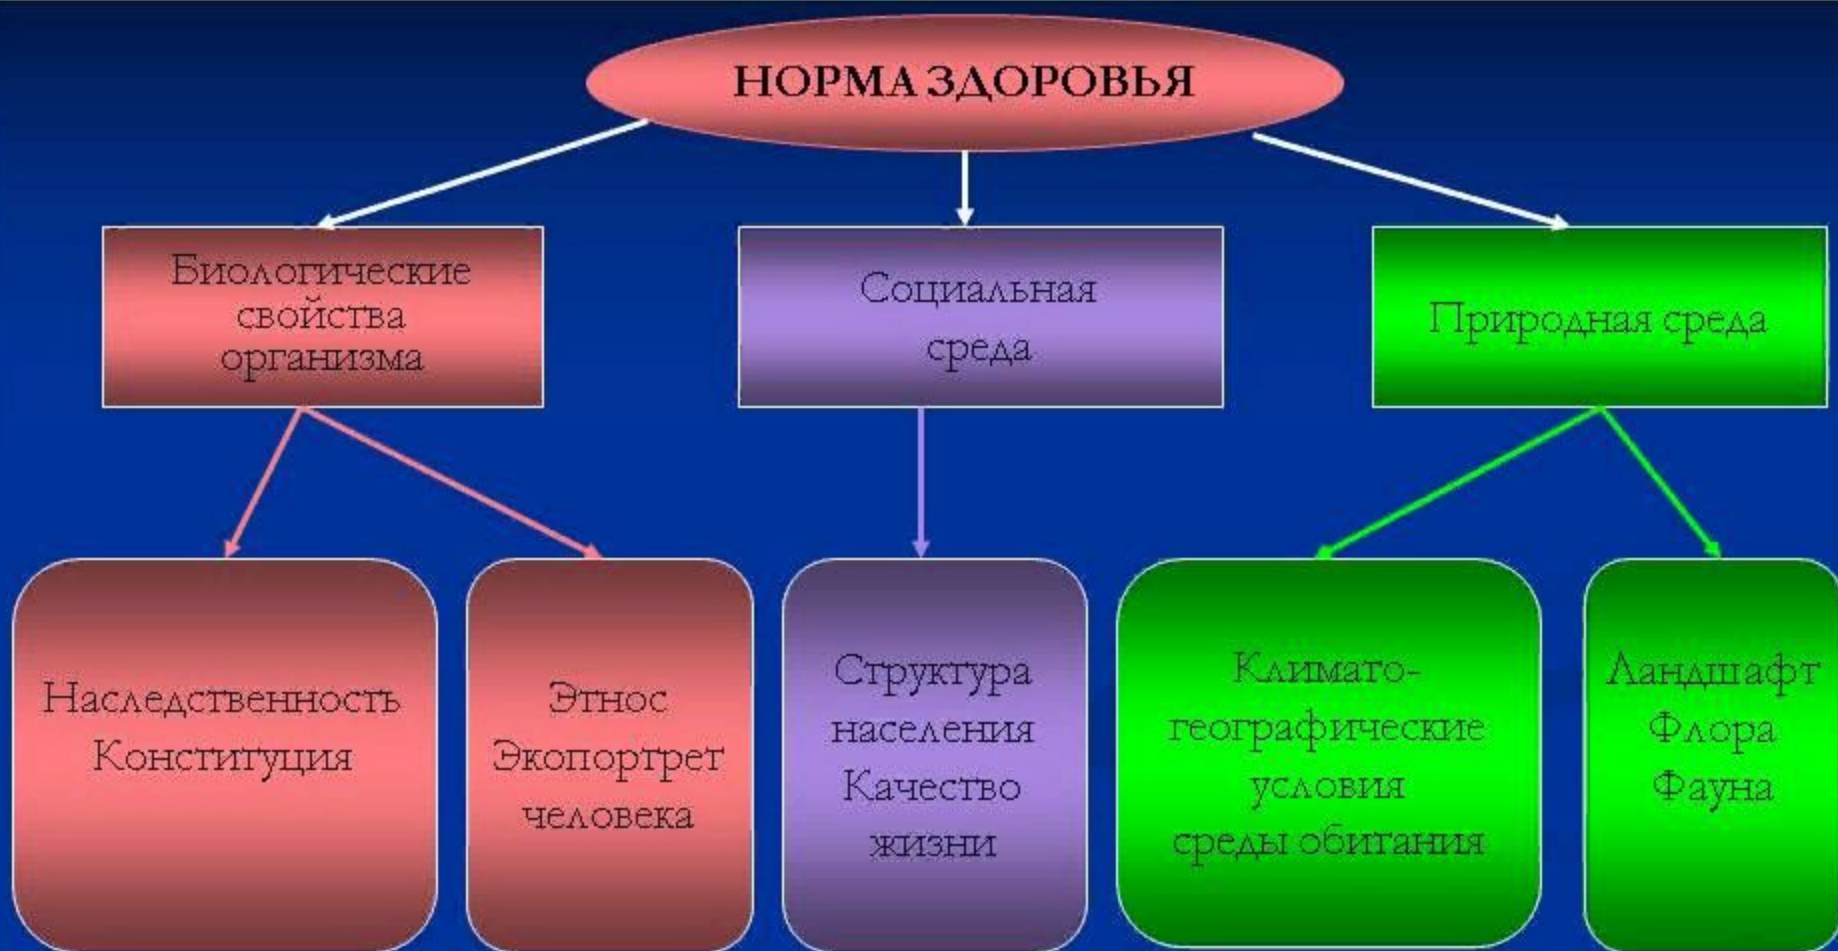 НОРМА ЗДОРОВЬЯ
Биологические
свойства
организма
Социальная
среда
Природная среда
Наследственность
Конституция
Этнос
Экопортрет
человека
Структура
населения
Качество
жизни
Климато-
географические
условия
среды обитания
Ландшафт
Флора
Фауна